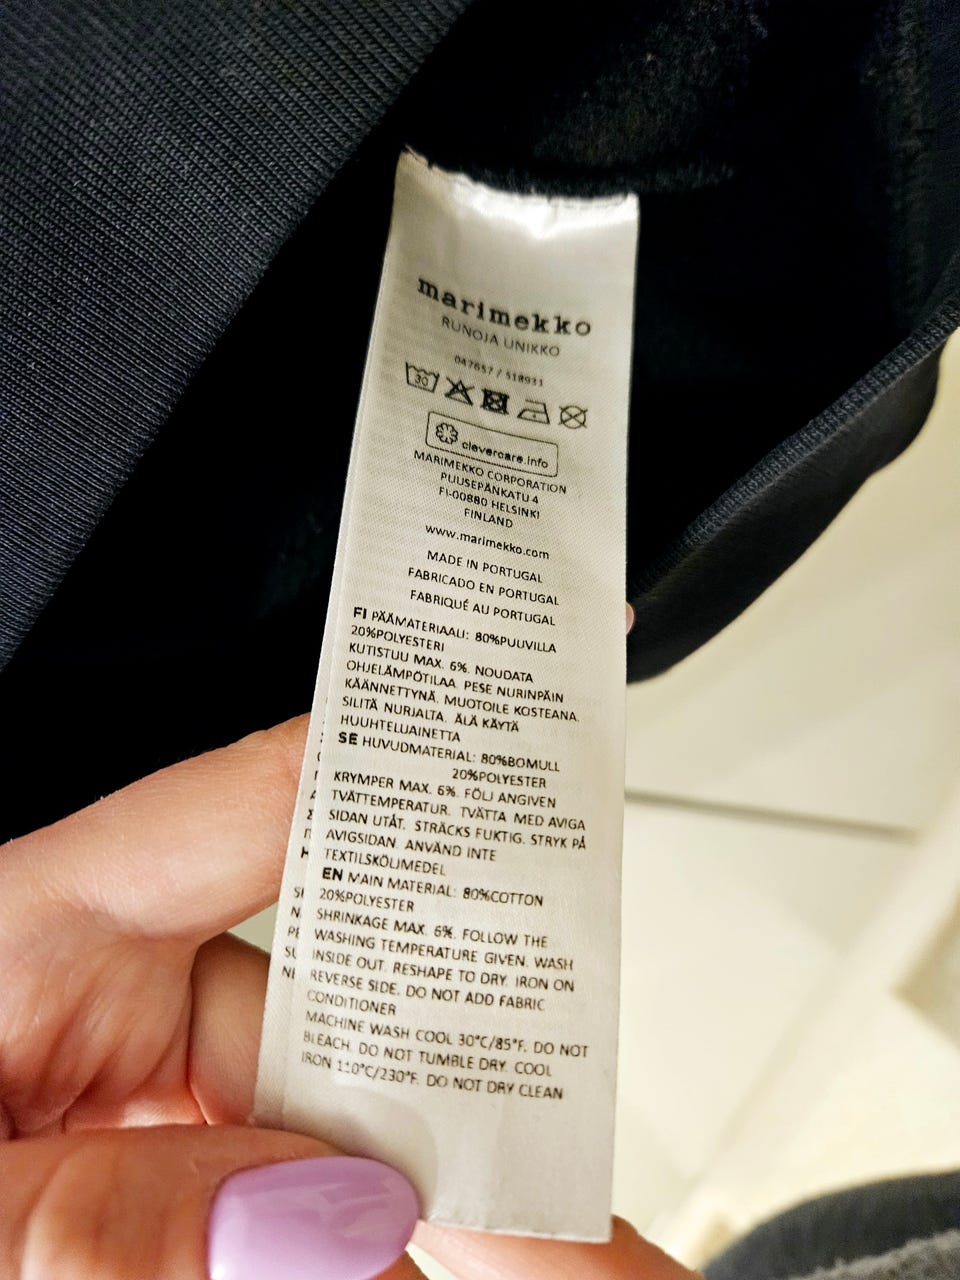 marimekko
RUNOJA UNIKKO
047657 / 518931
30
clevercare.info
MARIMEKKO CORPORATION
PUUSEPÄNKATU 4
FI-00880 HELSINKI
FINLAND
www.marimekko.com
MADE IN PORTUGAL
FABRICADO EN PORTUGAL
FABRIQUÉ AU PORTUGAL
FI PÄÄMATERIAALI: 80%PUUVILLA
20%POLYESTERI
KUTISTUU MAX. 6%. NOUDATA
OHJELÄMPÖTILAA. PESE NURINPÄIN
KÄÄNNETTYNÄ. MUOTOILE KOSTEANA.
SILITÄ NURJALTA. ÄLÄ KÄYTÄ
HUUHTELUAINETTA
SE HUVUDMATERIAL: 80%BOMULL
20%POLYESTER
KRYMPER MAX. 6%. FÖLJ ANGIVEN
TVÄTTEMPERATUR. TVÄTTA MED AVIGA
SIDAN UTÅT. STRÄCKS FUKTIG. STRYK PÅ
AVIGSIDAN. ANVÄND INTE
TEXTILSKÖLJMEDEL
EN MAIN MATERIAL: 80%COTTON
20%POLYESTER
SHRINKAGE MAX. 6%. FOLLOW THE
WASHING TEMPERATURE GIVEN. WASH
INSIDE OUT. RESHAPE TO DRY. IRON ON
REVERSE SIDE. DO NOT ADD FABRIC
CONDITIONER
MACHINE WASH COOL 30°C/85°F. DO NOT
BLEACH. DO NOT TUMBLE DRY. COOL
IRON 110°C/230°F. DO NOT DRY CLEAN